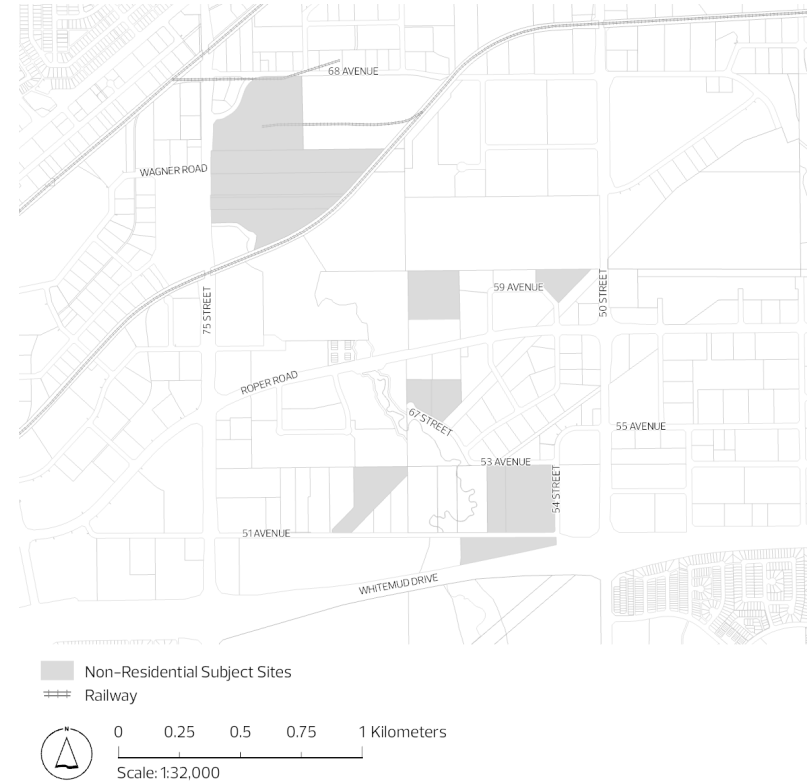 68 AVENUE
WAGNER ROAD
59 AVENUE
50 STREET
75 STREET
ROPER ROAD
67 STREET
55 AVENUE
53 AVENUE
54 STREET
51 AVENUE
WHITEMUD DRIVE
Non-Residential Subject Sites
Railway
N
0 0.25 0.5 0.75 1 Kilometers
Scale: 1:32,000